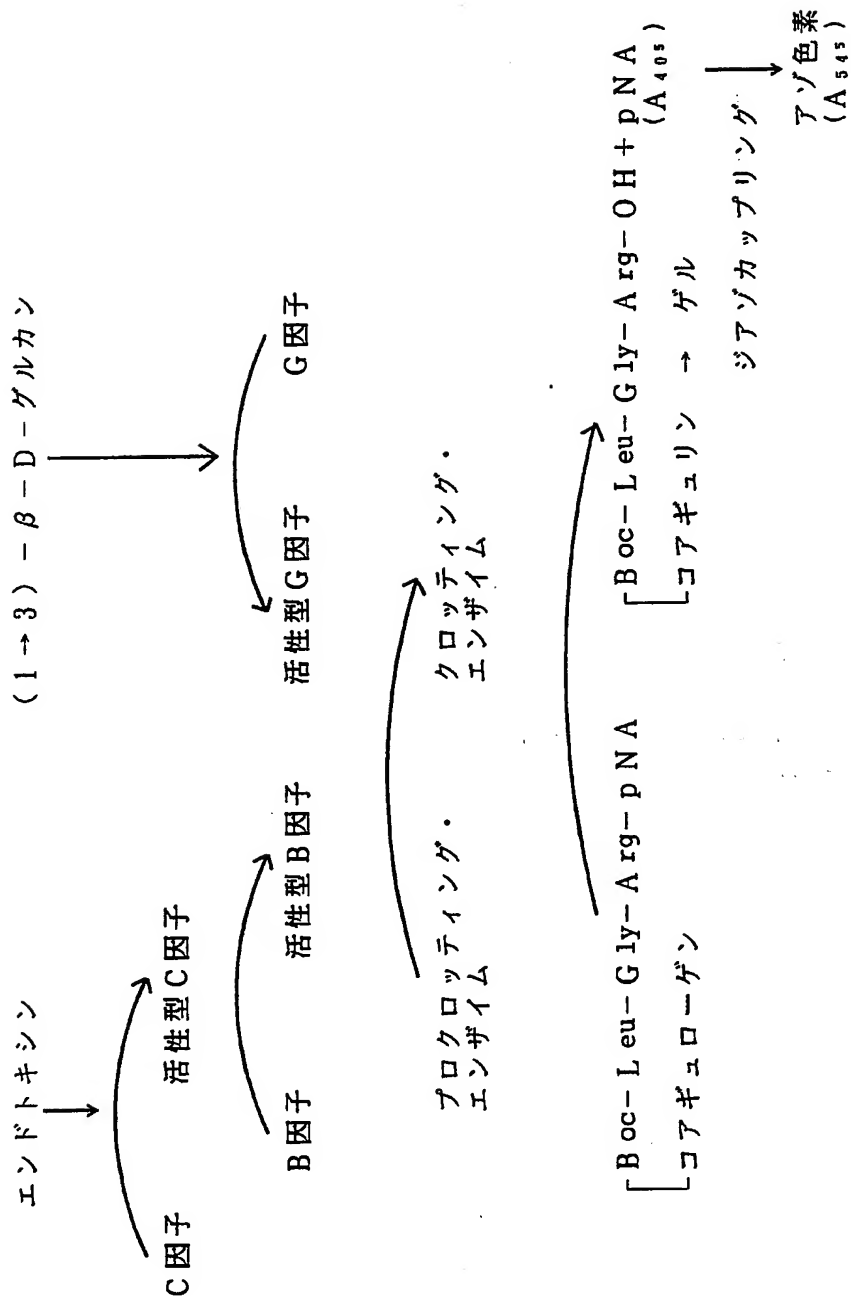 エンドトキシン
(1→3)-β-D-グルカン
C因子
活性型C因子
B因子
活性型B因子
活性型G因子
G因子
プロクロッティング・
エンザイム
クロッティング・
エンザイム
Boc-Leu-Gly-Arg-pNA
コアギュローゲン
Boc-Leu-Gly-Arg-OH+pNA
(A405)
コアギュリン → ゲル
ジアゾカップリング
アゾ色素
(A545)